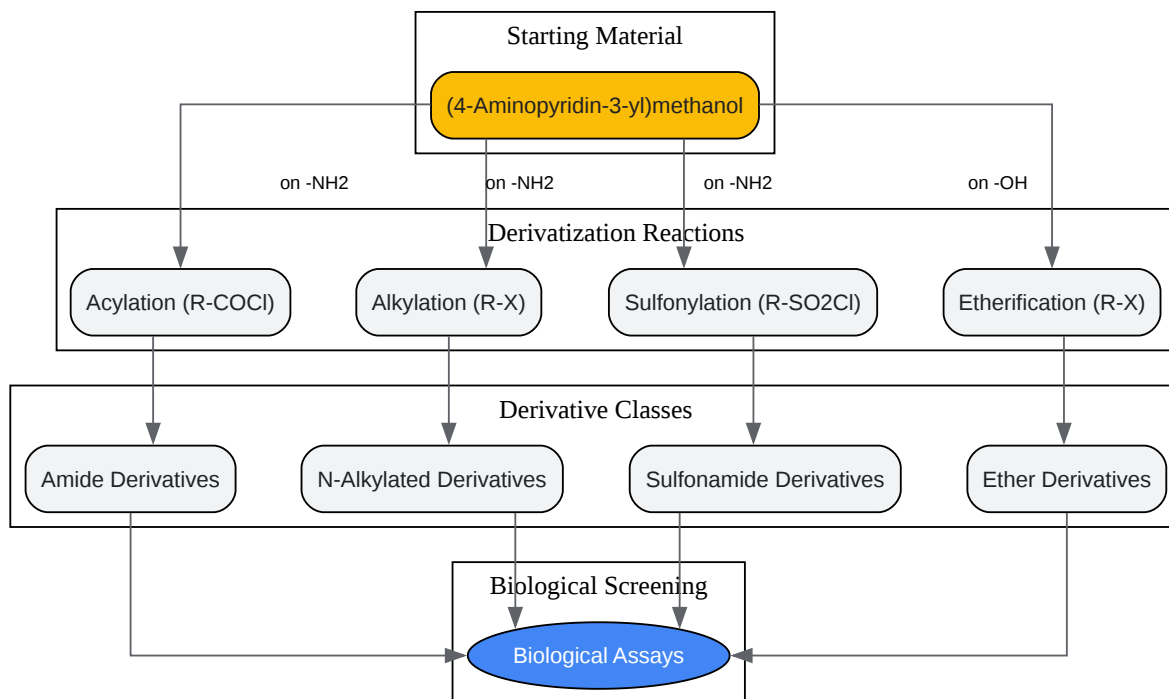 Starting Material
(4-Aminopyridin-3-yl)methanol
on -NH2
on -NH2
on -NH2
on -OH
Derivatization Reactions
Acylation (R-COCl)
Alkylation (R-X)
Sulfonylation (R-SO2Cl)
Etherification (R-X)
Derivative Classes
Amide Derivatives
N-Alkylated Derivatives
Sulfonamide Derivatives
Ether Derivatives
Biological Screening
Biological Assays